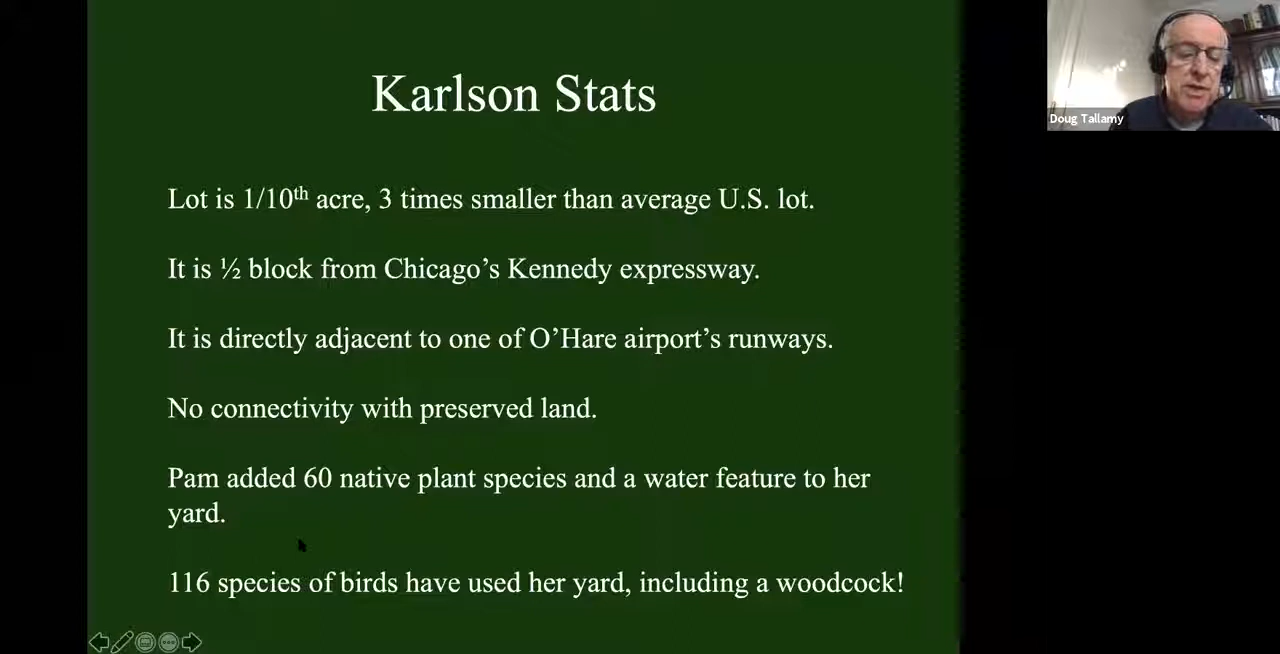 Karlson Stats
Lot is 1/10th acre, 3 times smaller than average U.S. lot.
It is ½ block from Chicago’s Kennedy expressway.
It is directly adjacent to one of O’Hare airport’s runways.
No connectivity with preserved land.
Pam added 60 native plant species and a water feature to her
yard.
116 species of birds have used her yard, including a woodcock!
Doug Tallamy